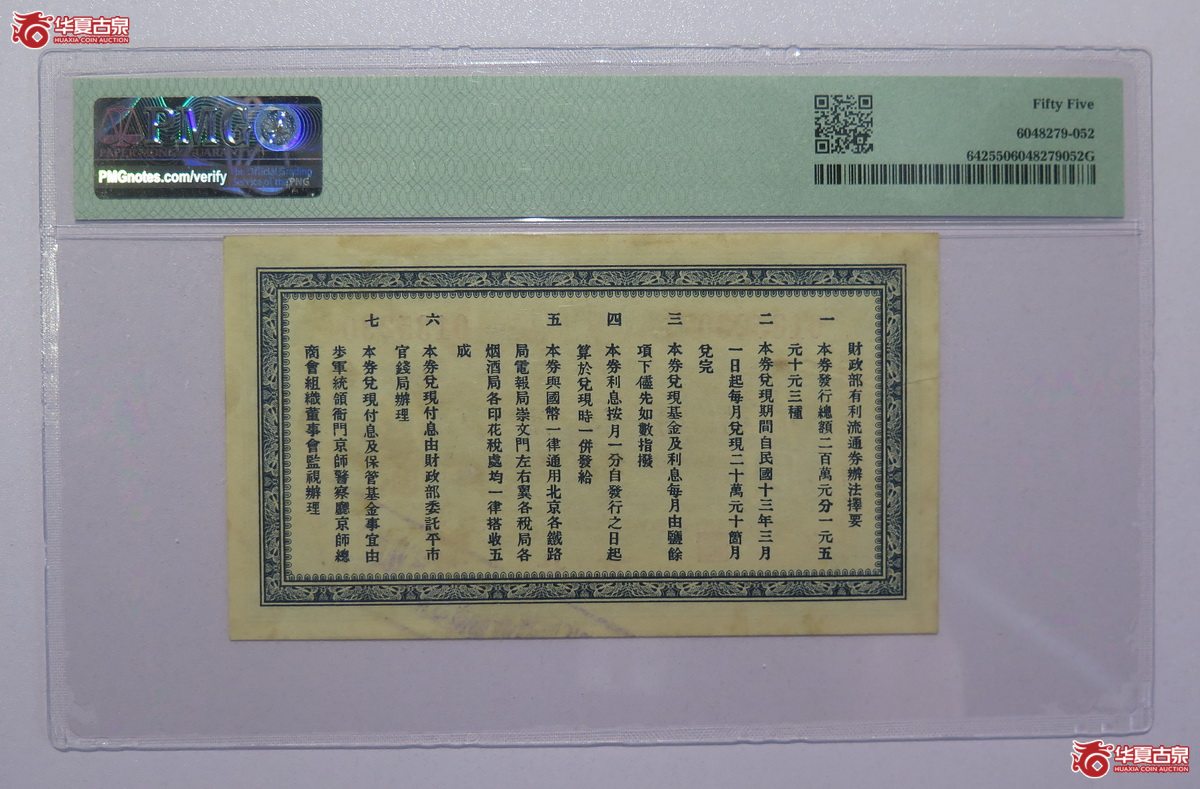 华夏古泉
HUAXIA COIN AUCTION
PMG
PMGnotes.com/verify
Fifty Five
6048279-052
6425506048279052G
財政部有利流通券辦法擇要
一 本券發行總額二百萬元分一元五
元十元三種
二 本券兌現期間自民國十三年三月
一日起每月兌現二十萬元十箇月
兌完
三 本券兌現基金及利息每月由鹽餘
項下儘先如數指撥
四 本券利息按月一分自發行之日起
算於兌現時一併發給
五 本券與國幣一律通用北京各鐵路
局電報局崇文門左右翼各稅局各
烟酒局各印花稅處均一律搭收五
成
六 本券兌現付息由財政部委託平市
官錢局辦理
七 本券兌現付息及保管基金事宜由
步軍統領衙門京師警察廳京師總
商會組織董事會監視辦理
华夏古泉
HUAXIA COIN AUCTION